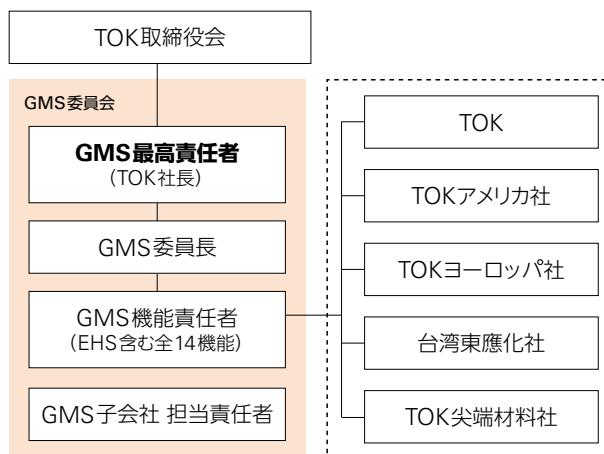 TOK取締役会
GMS委員会
GMS最高責任者
(TOK社長)
GMS委員長
GMS機能責任者
(EHS含む全14機能)
GMS子会社 担当責任者
TOK
TOKアメリカ社
TOKヨーロッパ社
台湾東應化社
TOK尖端材料社